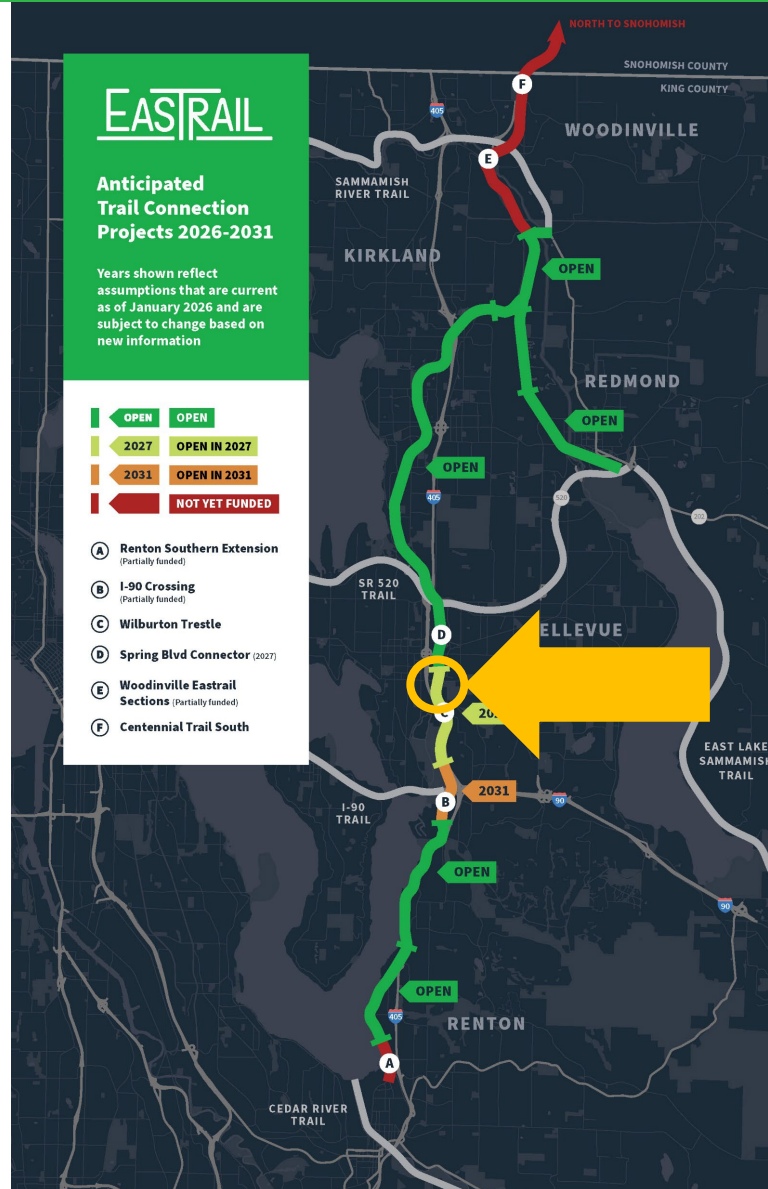 NORTH TO SNOHOMISH
SNOHOMISH COUNTY
KING COUNTY
405
F
WOODINVILLE
EASTRAIL
E
Anticipated
Trail Connection
Projects 2026-2031
SAMMAMISH
RIVER TRAIL
KIRKLAND
OPEN
Years shown reflect
assumptions that are current
as of January 2026 and are
subject to change based on
new information
REDMOND
OPEN OPEN
2027 OPEN IN 2027
2031 OPEN IN 2031
NOT YET FUNDED
OPEN
OPEN
405
520
202
A Renton Southern Extension
(Partially funded)
B I-90 Crossing
(Partially funded)
C Wilburton Trestle
D Spring Blvd Connector (2027)
E Woodinville Eastrail
Sections (Partially funded)
F Centennial Trail South
SR 520
TRAIL
D
ELLEVUE
C
20
EAST LAKE
SAMMAMISH
TRAIL
2031
B
90
I-90
TRAIL
OPEN
90
OPEN
405
RENTON
A
CEDAR RIVER
TRAIL